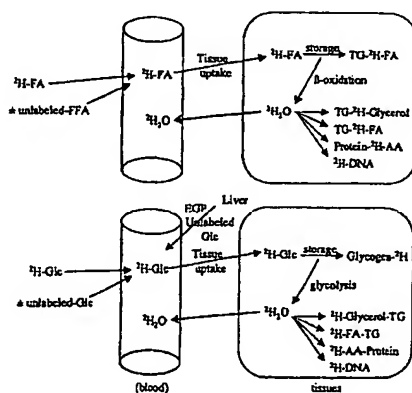 ²H-FA storage TG-²H-FA
Tissue uptake
²H-FA
²H-FA
* unlabeled-FFA
ß-oxidation
²H₂O
²H₂O
TG-²H-Glycerol
TG-²H-FA
Protein-²H-AA
²H-DNA
Liver
EGP
Unlabeled
Glc
²H-Glc
²H-Glc
* unlabeled-Glc
Tissue uptake
²H-Glc storage Glycogen-²H
glycolysis
²H₂O
²H₂O
²H-Glycerol-TG
²H-FA-TG
²H-AA-Protein
²H-DNA
(blood)
tissues